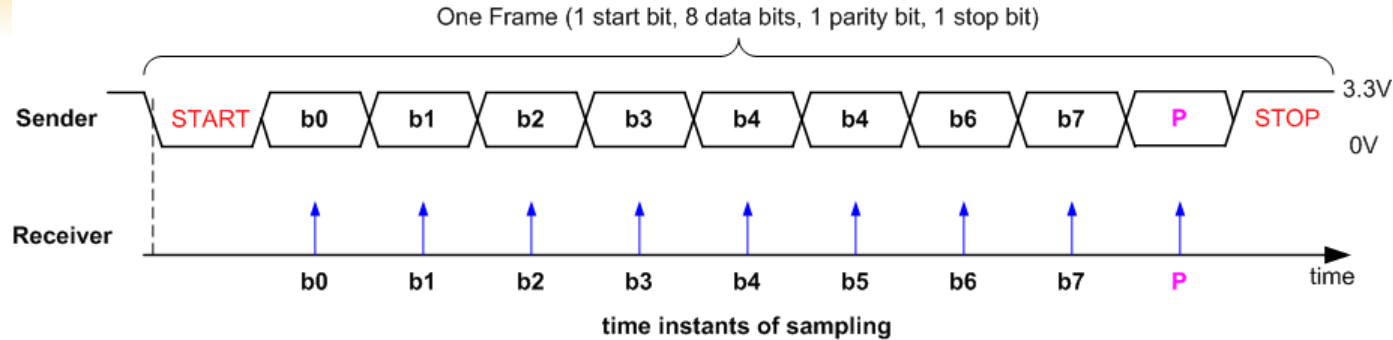 One Frame (1 start bit, 8 data bits, 1 parity bit, 1 stop bit)
3.3V
Sender START b0 b1 b2 b3 b4 b4 b6 b7 P STOP
0V
Receiver
b0 b1 b2 b3 b4 b5 b6 b7 P time
time instants of sampling